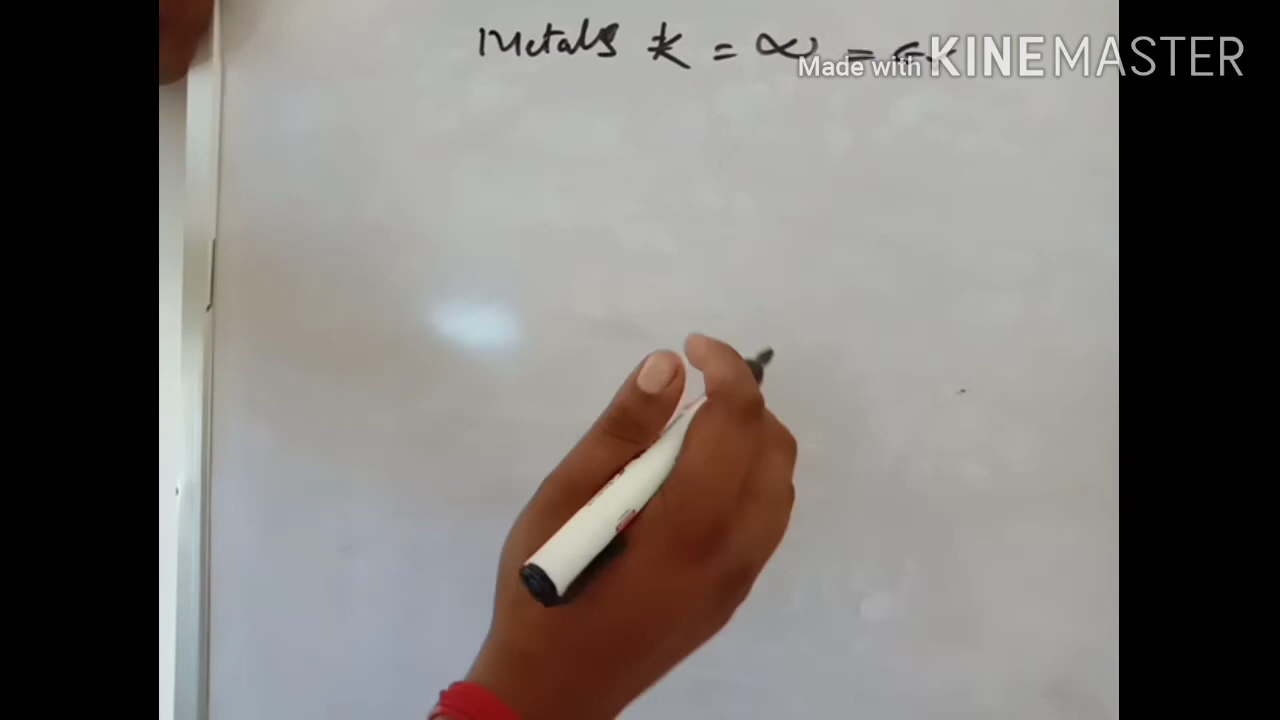 Metals K = ∞ =
Made with KINEMASTER